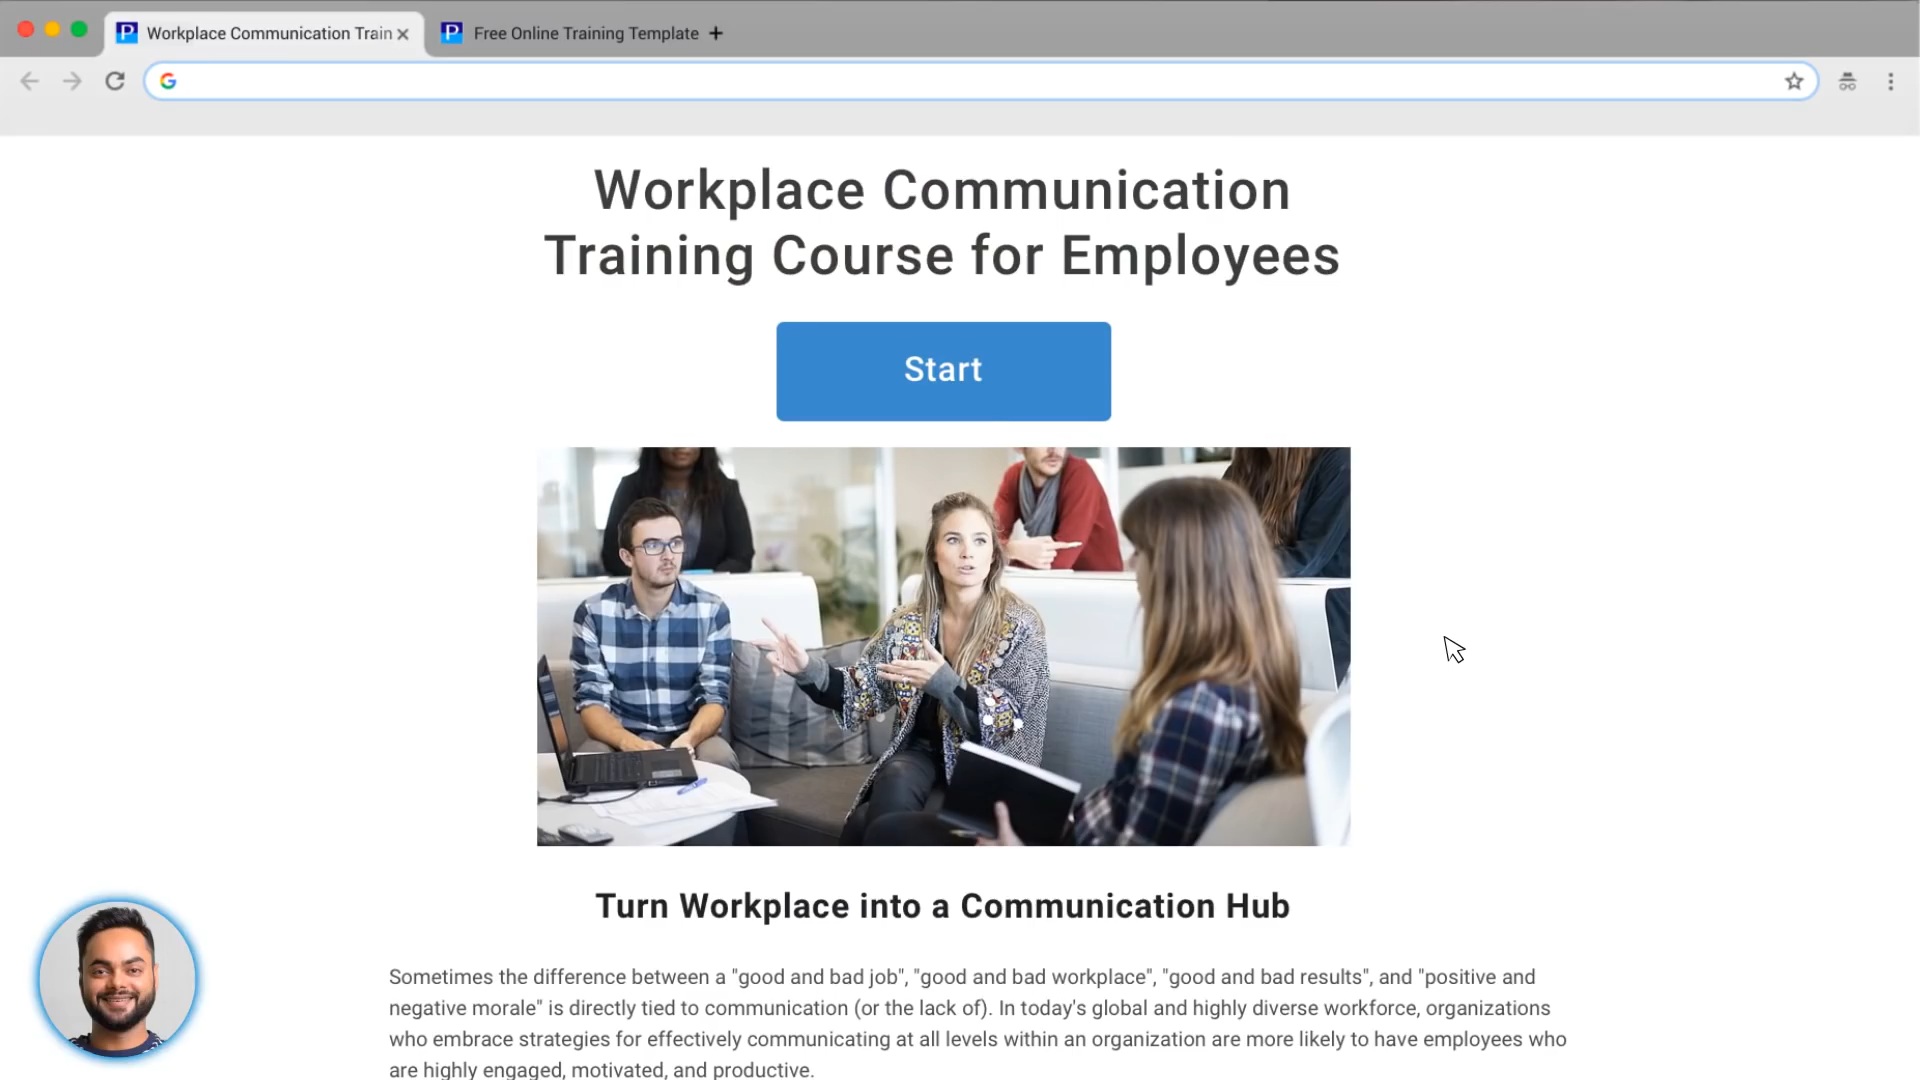 Workplace Communication Train
Free Online Training Template
Workplace Communication
Training Course for Employees
Start
Turn Workplace into a Communication Hub
Sometimes the difference between a "good and bad job", "good and bad workplace", "good and bad results", and "positive and
negative morale" is directly tied to communication (or the lack of). In today's global and highly diverse workforce, organizations
who embrace strategies for effectively communicating at all levels within an organization are more likely to have employees who
are highly engaged, motivated, and productive.